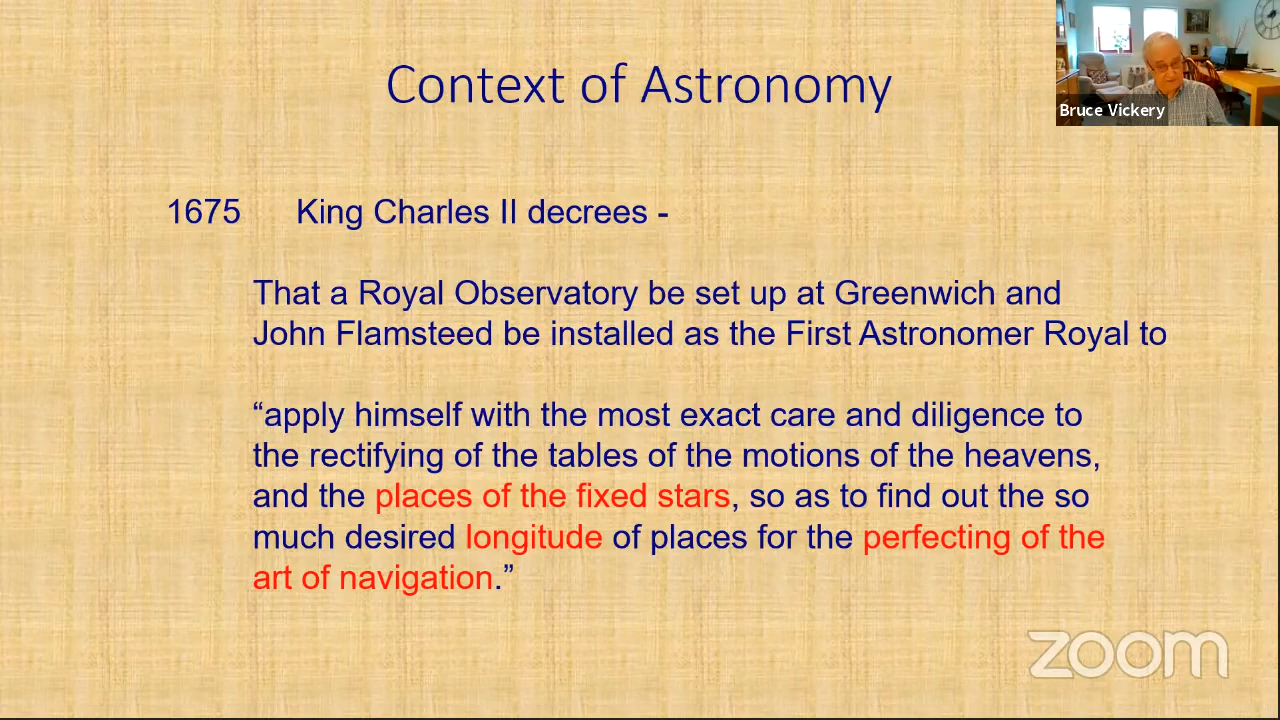 Context of Astronomy
Bruce Vickery
1675 King Charles II decrees -
That a Royal Observatory be set up at Greenwich and
John Flamsteed be installed as the First Astronomer Royal to
“apply himself with the most exact care and diligence to
the rectifying of the tables of the motions of the heavens,
and the places of the fixed stars, so as to find out the so
much desired longitude of places for the perfecting of the
art of navigation.”
zoom